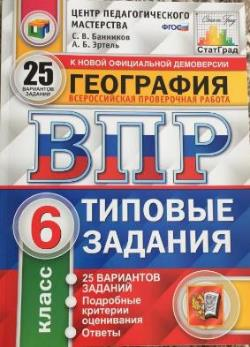 ЦЕНТР ПЕДАГОГИЧЕСКОГО
МАСТЕРСТВА
ФГОС
С. В. Банников
А. Б. Эртель
СтатГрад
25
ВАРИАНТОВ
ЗАДАНИЙ
К НОВОЙ ОФИЦИАЛЬНОЙ ДЕМОВЕРСИИ
ГЕОГРАФИЯ
ВСЕРОССИЙСКАЯ ПРОВЕРОЧНАЯ РАБОТА
ВПР
6
класс
ТИПОВЫЕ
ЗАДАНИЯ
25 ВАРИАНТОВ
ЗАДАНИЙ
Подробные
критерии
оценивания
Ответы